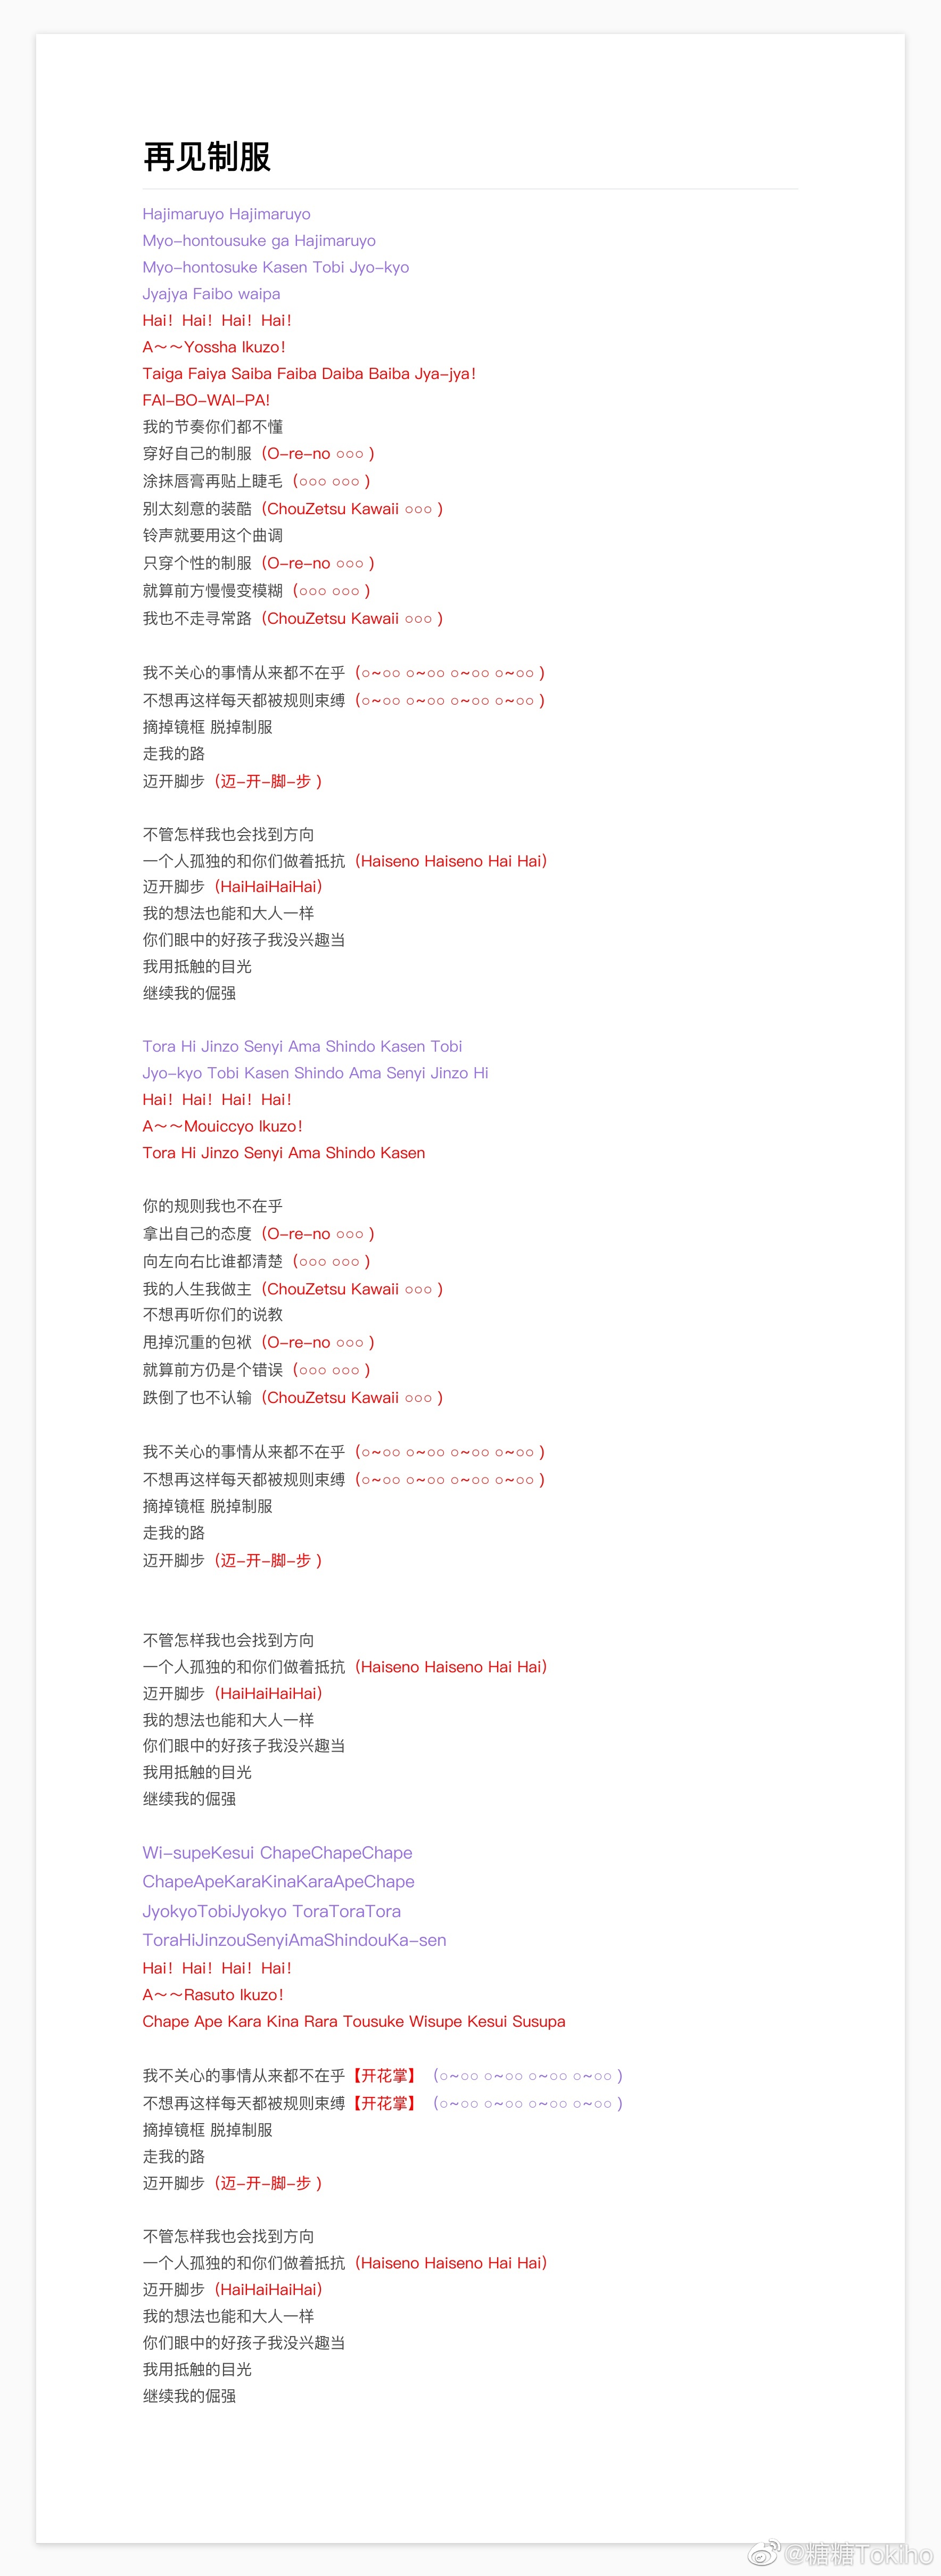 再见制服
Hajimaruyo Hajimaruyo
Myo-hontousuke ga Hajimaruyo
Myo-hontosuke Kasen Tobi Jyo-kyo
Jyajya Faibo waipa
Hai! Hai! Hai! Hai!
A～～Yossha Ikuzo!
Taiga Faiya Saiba Faiba Daiba Baiba Jya-jya!
FAI-BO-WAI-PA!
我的节奏你们都不懂
穿好自己的制服（O-re-no ○○○ ）
涂抹唇膏再贴上睫毛（○○○ ○○○ ）
别太刻意的装酷（ChouZetsu Kawaii ○○○ ）
铃声就要用这个曲调
只穿个性的制服（O-re-no ○○○ ）
就算前方慢慢变模糊（○○○ ○○○ ）
我也不走寻常路（ChouZetsu Kawaii ○○○ ）
我不关心的事情从来都不在乎（○~○○ ○~○○ ○~○○ ○~○○ ）
不想再这样每天都被规则束缚（○~○○ ○~○○ ○~○○ ○~○○ ）
摘掉镜框 脱掉制服
走我的路
迈开脚步（迈-开-脚-步 ）
不管怎样我也会找到方向
一个人孤独的和你们做着抵抗（Haiseno Haiseno Hai Hai）
迈开脚步（HaiHaiHaiHai）
我的想法也能和大人一样
你们眼中的好孩子我没兴趣当
我用抵触的目光
继续我的倔强
Tora Hi Jinzo Senyi Ama Shindo Kasen Tobi
Jyo-kyo Tobi Kasen Shindo Ama Senyi Jinzo Hi
Hai! Hai! Hai! Hai!
A～～Mouiccyo Ikuzo!
Tora Hi Jinzo Senyi Ama Shindo Kasen
你的规则我也不在乎
拿出自己的态度（O-re-no ○○○ ）
向左向右比谁都清楚（○○○ ○○○ ）
我的人生我做主（ChouZetsu Kawaii ○○○ ）
不想再听你们的说教
甩掉沉重的包袱（O-re-no ○○○ ）
就算前方仍是个错误（○○○ ○○○ ）
跌倒了也不认输（ChouZetsu Kawaii ○○○ ）
我不关心的事情从来都不在乎（○~○○ ○~○○ ○~○○ ○~○○ ）
不想再这样每天都被规则束缚（○~○○ ○~○○ ○~○○ ○~○○ ）
摘掉镜框 脱掉制服
走我的路
迈开脚步（迈-开-脚-步 ）
不管怎样我也会找到方向
一个人孤独的和你们做着抵抗（Haiseno Haiseno Hai Hai）
迈开脚步（HaiHaiHaiHai）
我的想法也能和大人一样
你们眼中的好孩子我没兴趣当
我用抵触的目光
继续我的倔强
Wi-supeKesui ChapeChapeChape
ChapeApeKaraKinaKaraApeChape
JyokyoTobiJyokyo ToraToraTora
ToraHiJinzouSenyiAmaShindouKa-sen
Hai! Hai! Hai! Hai!
A～～Rasuto Ikuzo!
Chape Ape Kara Kina Rara Tousuke Wisupe Kesui Susupa
我不关心的事情从来都不在乎【开花掌】（○~○○ ○~○○ ○~○○ ○~○○ ）
不想再这样每天都被规则束缚【开花掌】（○~○○ ○~○○ ○~○○ ○~○○ ）
摘掉镜框 脱掉制服
走我的路
迈开脚步（迈-开-脚-步 ）
不管怎样我也会找到方向
一个人孤独的和你们做着抵抗（Haiseno Haiseno Hai Hai）
迈开脚步（HaiHaiHaiHai）
我的想法也能和大人一样
你们眼中的好孩子我没兴趣当
我用抵触的目光
继续我的倔强
@糖糖Tokiho